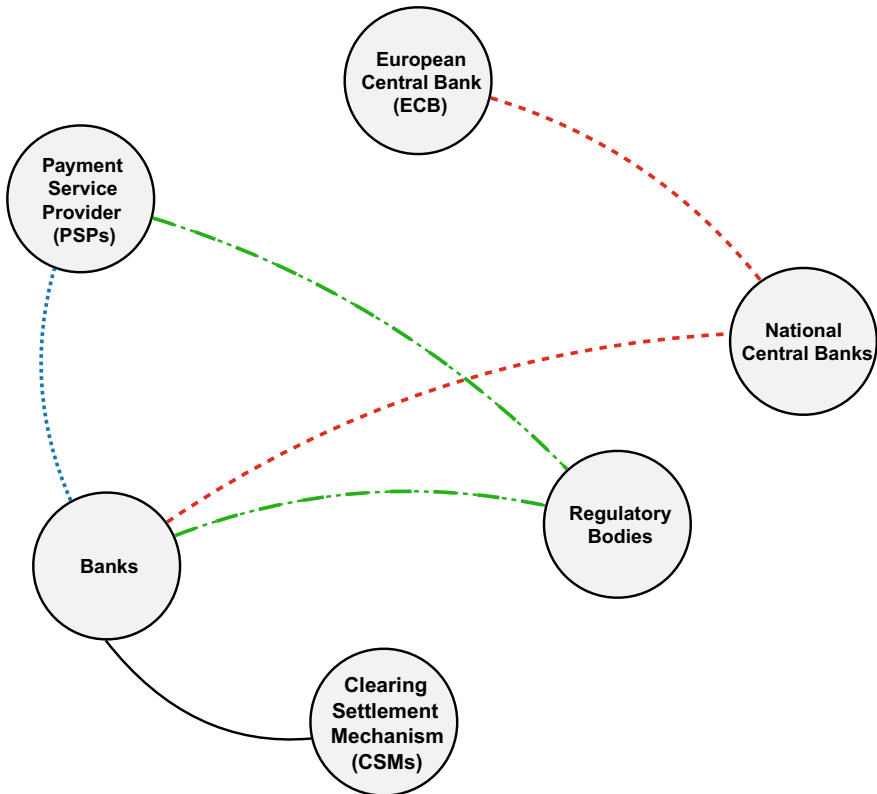 European
Central Bank
(ECB)
Payment
Service
Provider
(PSPs)
National
Central Banks
Regulatory
Bodies
Banks
Clearing
Settlement
Mechanism
(CSMs)